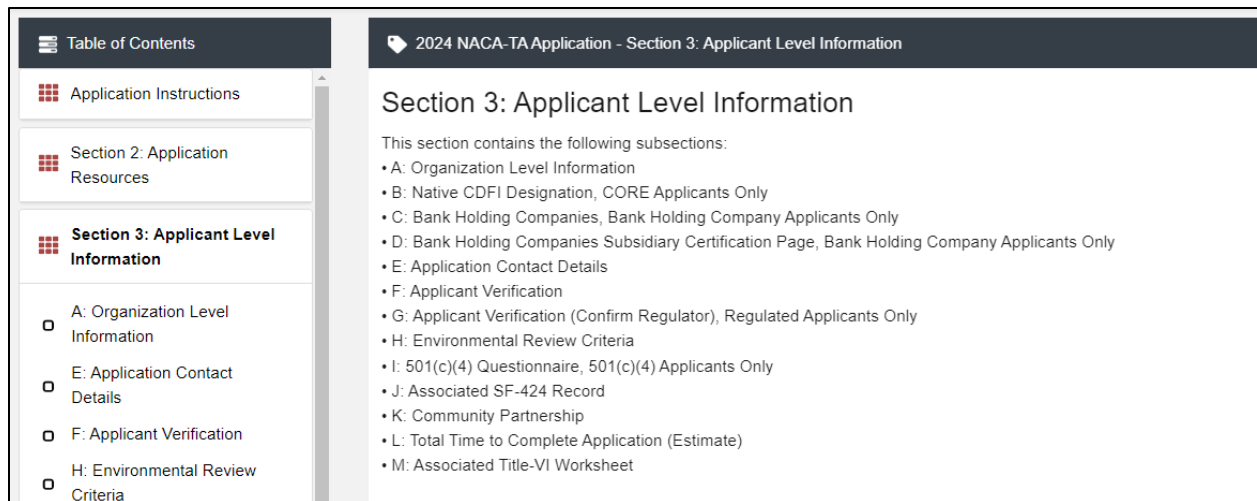 Table of Contents
Application Instructions
Section 2: Application
Resources
Section 3: Applicant Level
Information
A: Organization Level
Information
E: Application Contact
Details
F: Applicant Verification
H: Environmental Review
Criteria
2024 NACA-TA Application - Section 3: Applicant Level Information
Section 3: Applicant Level Information
This section contains the following subsections:
• A: Organization Level Information
• B: Native CDFI Designation, CORE Applicants Only
• C: Bank Holding Companies, Bank Holding Company Applicants Only
• D: Bank Holding Companies Subsidiary Certification Page, Bank Holding Company Applicants Only
• E: Application Contact Details
• F: Applicant Verification
• G: Applicant Verification (Confirm Regulator), Regulated Applicants Only
• H: Environmental Review Criteria
• I: 501(c)(4) Questionnaire, 501(c)(4) Applicants Only
• J: Associated SF-424 Record
• K: Community Partnership
• L: Total Time to Complete Application (Estimate)
• M: Associated Title-VI Worksheet